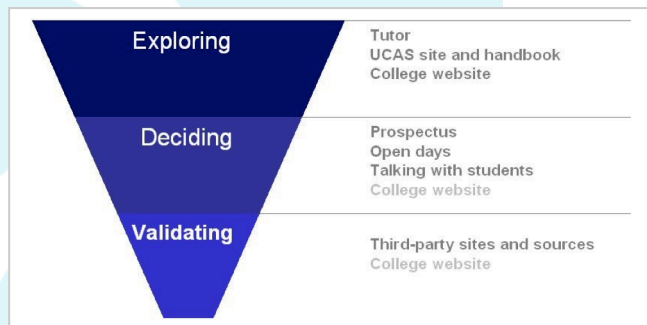 Exploring
Tutor
UCAS site and handbook
College website
Deciding
Prospectus
Open days
Talking with students
College website
Validating
Third-party sites and sources
College website